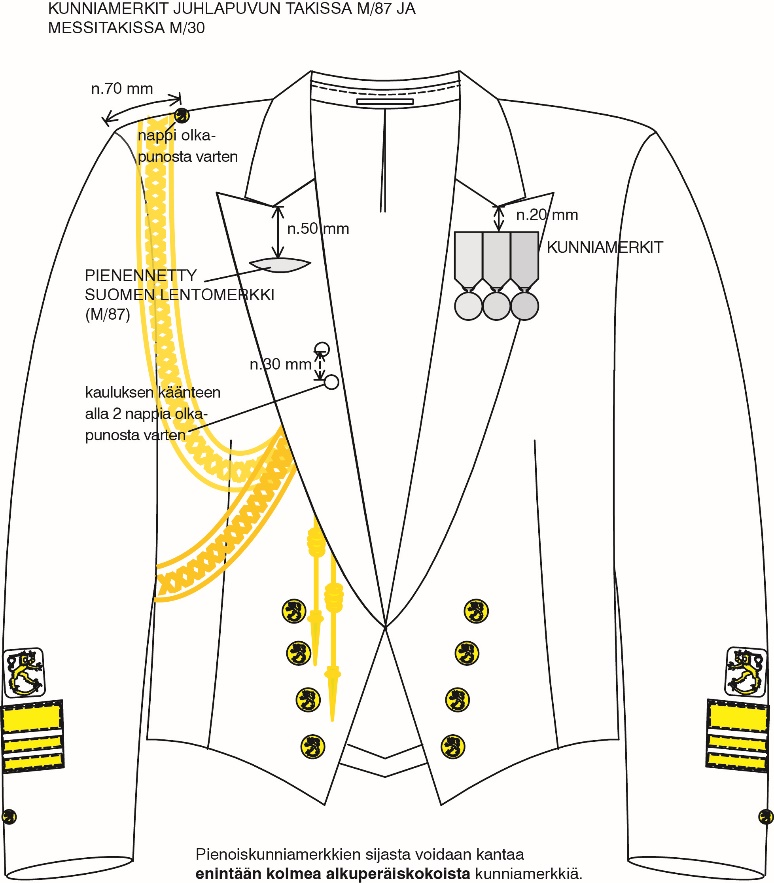 KUNNIAMERKIT JUHLAPUVUN TAKISSA M/87 JA
MESSITAKISSA M/30
n.70 mm
nappi olka-
punosta varten
n.50 mm
n.20 mm
KUNNIAMERKIT
PIENENNETTY
SUOMEN LENTOMERKKI
(M/87)
n.30 mm
kauluksen käänteen
alla 2 nappia olka-
punosta varten
Pienoiskunniamerkkien sijasta voidaan kantaa
enintään kolmea alkuperäiskokoista kunniamerkkiä.